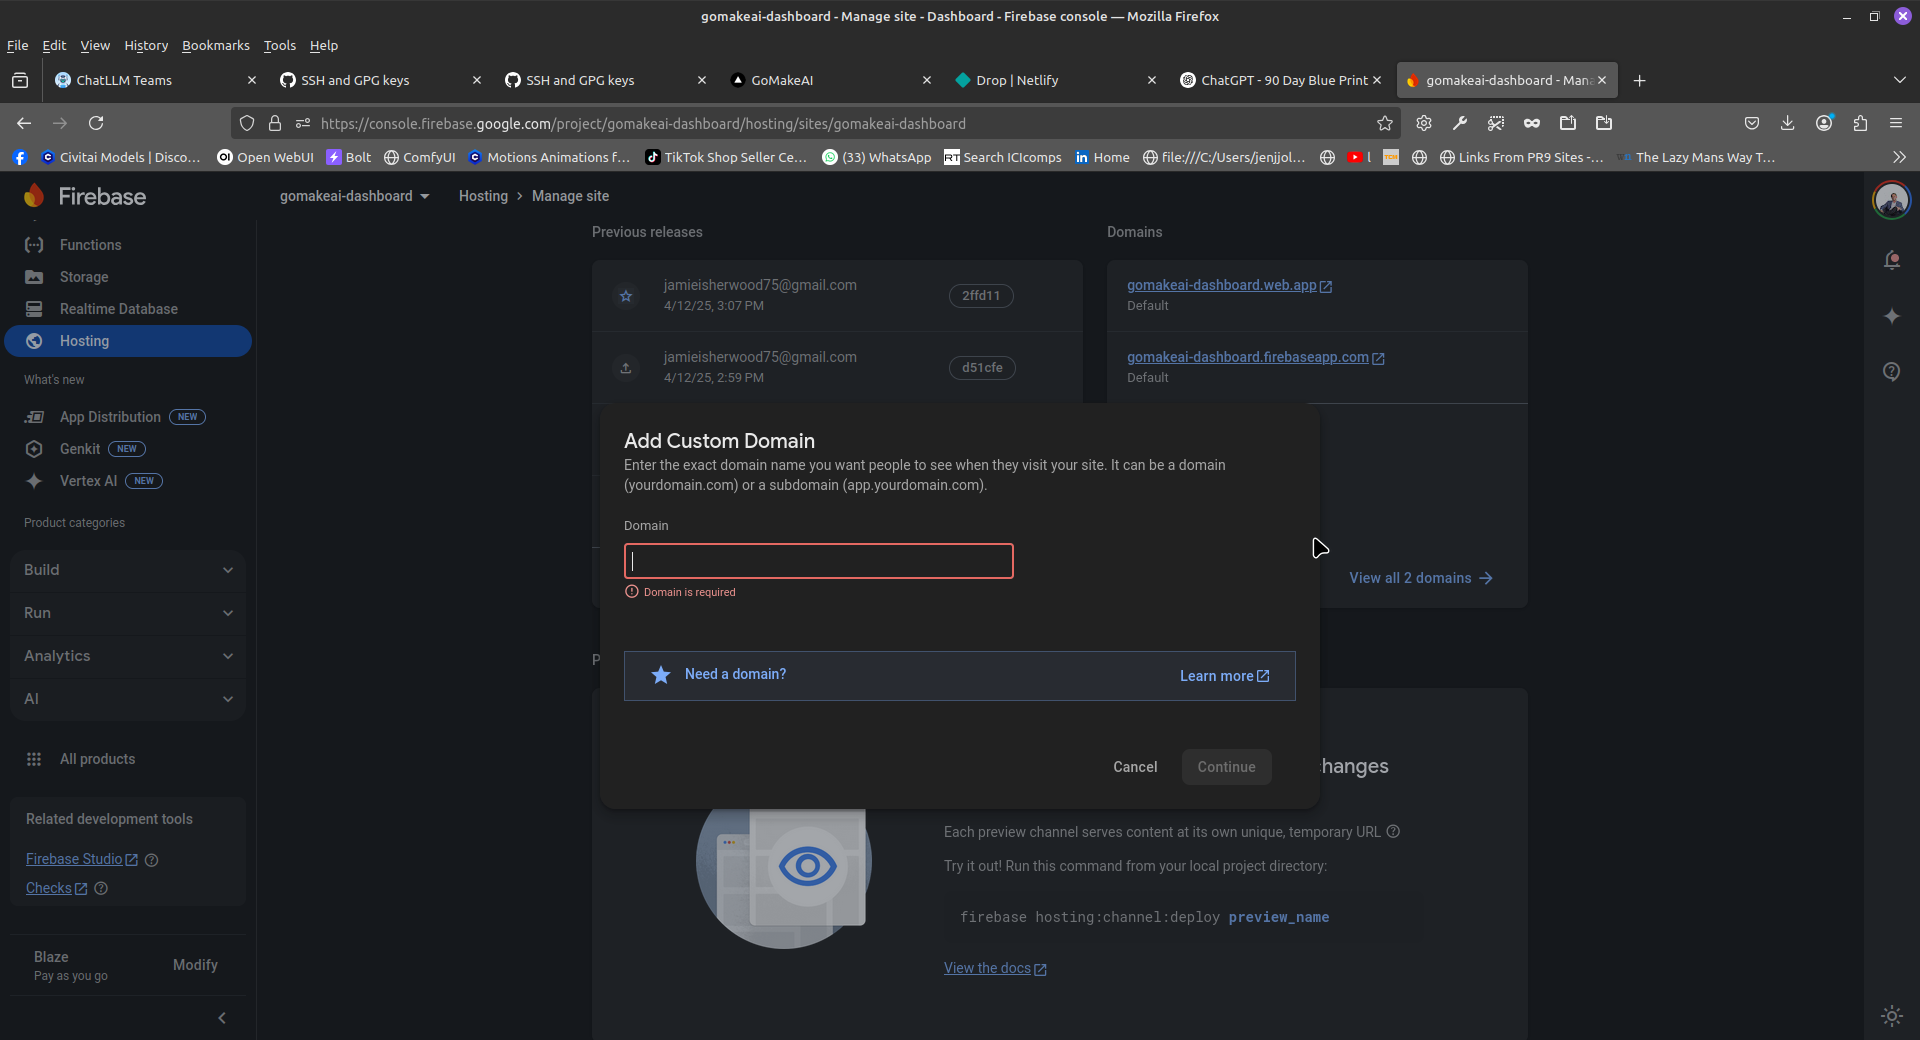 gomakeai-dashboard - Manage site - Dashboard - Firebase console — Mozilla Firefox
File Edit View History Bookmarks Tools Help
ChatLLM Teams
SSH and GPG keys
SSH and GPG keys
GoMakeAI
Drop | Netlify
ChatGPT - 90 Day Blue Print
gomakeai-dashboard - Mana
https://console.firebase.google.com/project/gomakeai-dashboard/hosting/sites/gomakeai-dashboard
Civitai Models | Disco…
Open WebUI
Bolt
ComfyUI
Motions Animations f…
TikTok Shop Seller Ce…
(33) WhatsApp
RT Search ICIcomps
Home
file:///C:/Users/jenjjol…
l
Links From PR9 Sites -…
The Lazy Mans Way T…
Firebase
gomakeai-dashboard
Hosting > Manage site
Functions
Storage
Realtime Database
Hosting
What's new
App Distribution NEW
Genkit NEW
Vertex AI NEW
Product categories
Build
Run
Analytics
AI
All products
Related development tools
Firebase Studio
Checks
Blaze
Pay as you go
Modify
Previous releases
jamieisherwood75@gmail.com
4/12/25, 3:07 PM
2ffd11
jamieisherwood75@gmail.com
4/12/25, 2:59 PM
d51cfe
Domains
gomakeai-dashboard.web.app
Default
gomakeai-dashboard.firebaseapp.com
Default
View all 2 domains
Add Custom Domain
Enter the exact domain name you want people to see when they visit your site. It can be a domain
(yourdomain.com) or a subdomain (app.yourdomain.com).
Domain
Domain is required
Need a domain?
Learn more
Cancel
Continue
P
hanges
Each preview channel serves content at its own unique, temporary URL
Try it out! Run this command from your local project directory:
firebase hosting:channel:deploy preview_name
View the docs